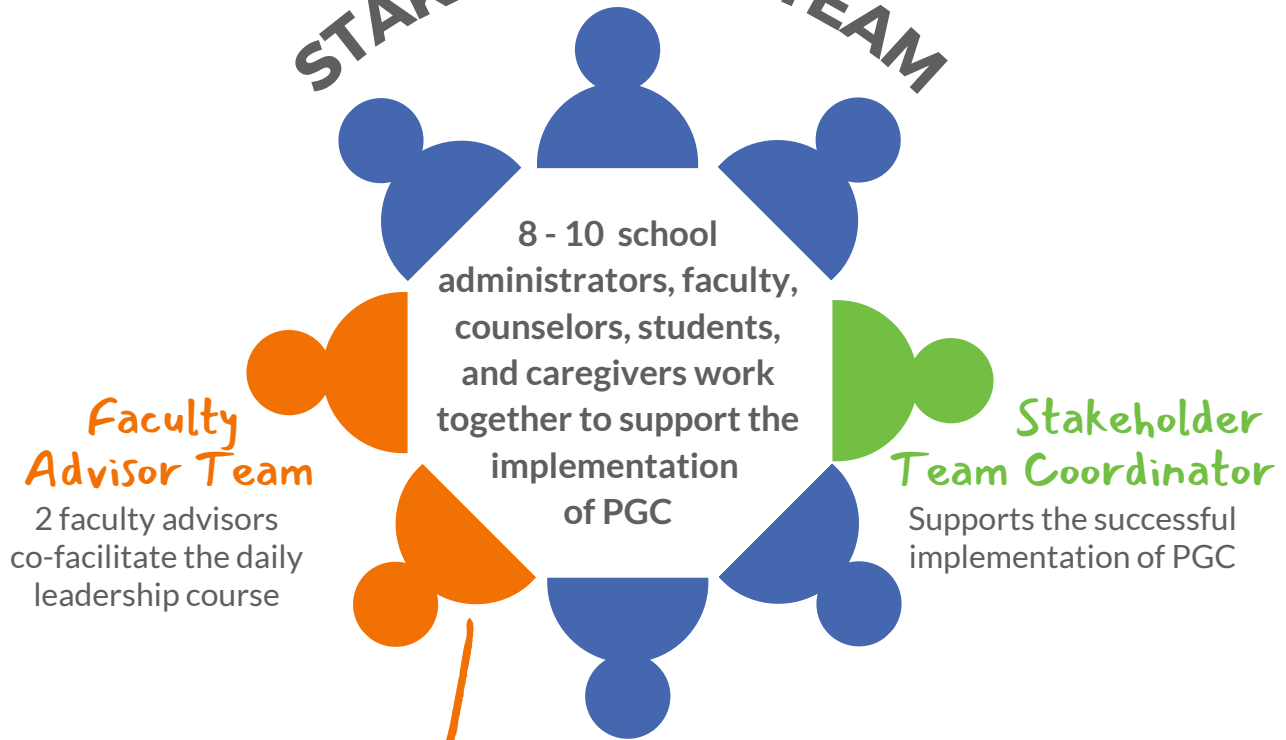 TEAM
8 - 10 school
administrators, faculty,
counselors, students,
and caregivers work
together to support the
implementation
of PGC
Faculty
Advisor Team
2 faculty advisors
co-facilitate the daily
leadership course
Stakeholder
Team Coordinator
Supports the successful
implementation of PGC